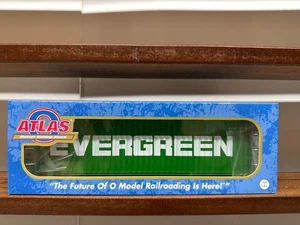 ATLAS
EVERGREEN
"The Future Of O Model Railroading Is Here!"